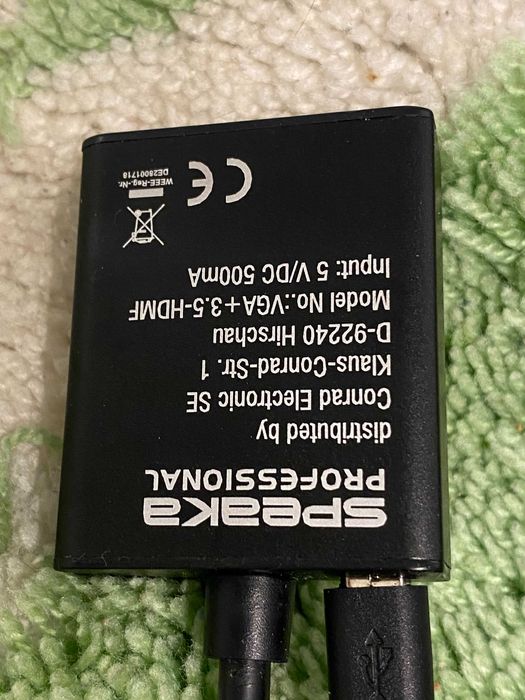 SPEAKA
PROFESSIONAL
distributed by
Conrad Electronic SE
Klaus-Conrad-Str. 1
D-92240 Hirschau
Model No.:VGA+3.5-HDMF
Input: 5 V/DC 500mA
CE
WEEE-Reg.-Nr.
DE28001718